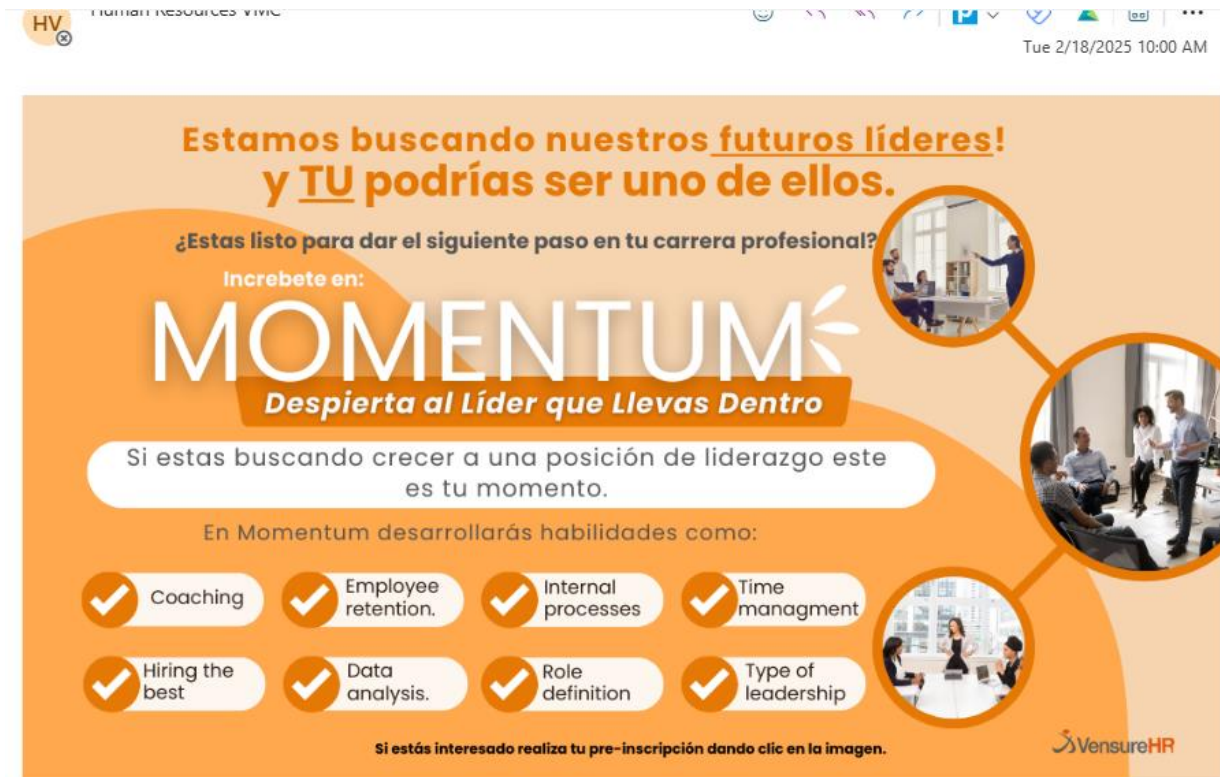 HV
Human Resources VMC
Tue 2/18/2025 10:00 AM
Estamos buscando nuestros futuros líderes!
y TU podrías ser uno de ellos.
¿Estas listo para dar el siguiente paso en tu carrera profesional?
Increbete en:
MOMENTUM
Despierta al Líder que Llevas Dentro
Si estas buscando crecer a una posición de liderazgo este
es tu momento.
En Momentum desarrollarás habilidades como:
Coaching
Employee
retention.
Internal
processes
Time
managment
Hiring the
best
Data
analysis.
Role
definition
Type of
leadership
Si estás interesado realiza tu pre-inscripción dando clic en la imagen.
VensureHR